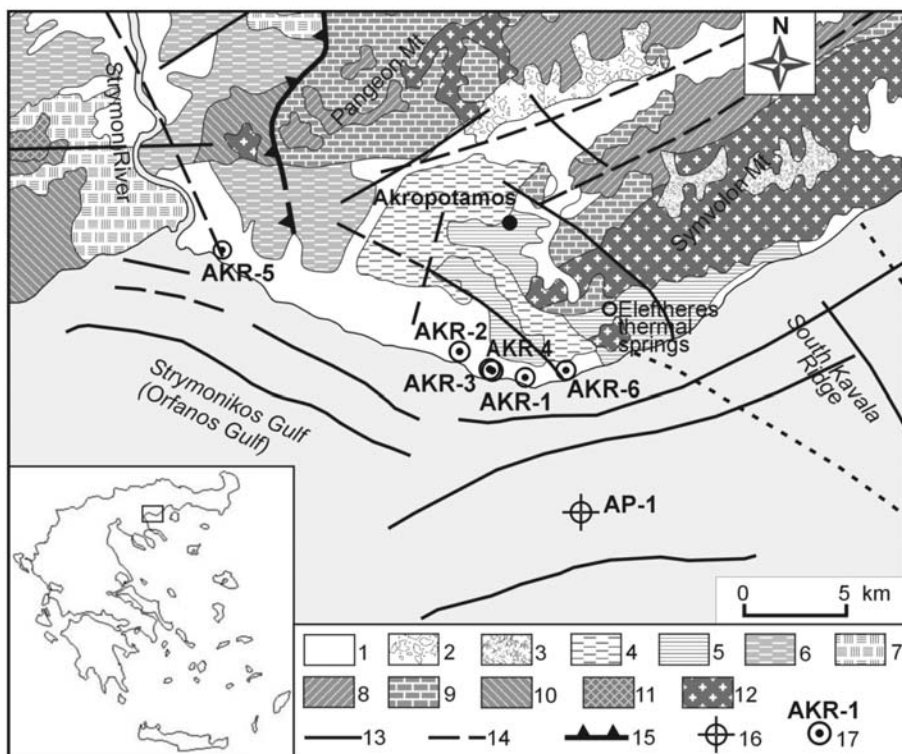 N
Strymoni River
Pangeon Mt
Akropotamos
Symvolon Mt
AKR-5
Eleftheres
thermal
springs
AKR-2
AKR-4
AKR-3
AKR-1
AKR-6
South Kavala
Ridge
Strymonikos Gulf
(Orfanos Gulf)
AP-1
0 5 km
1 2 3 4 5 6 7
8 9 10 11 12
AKR-1
13 14 15 16 17